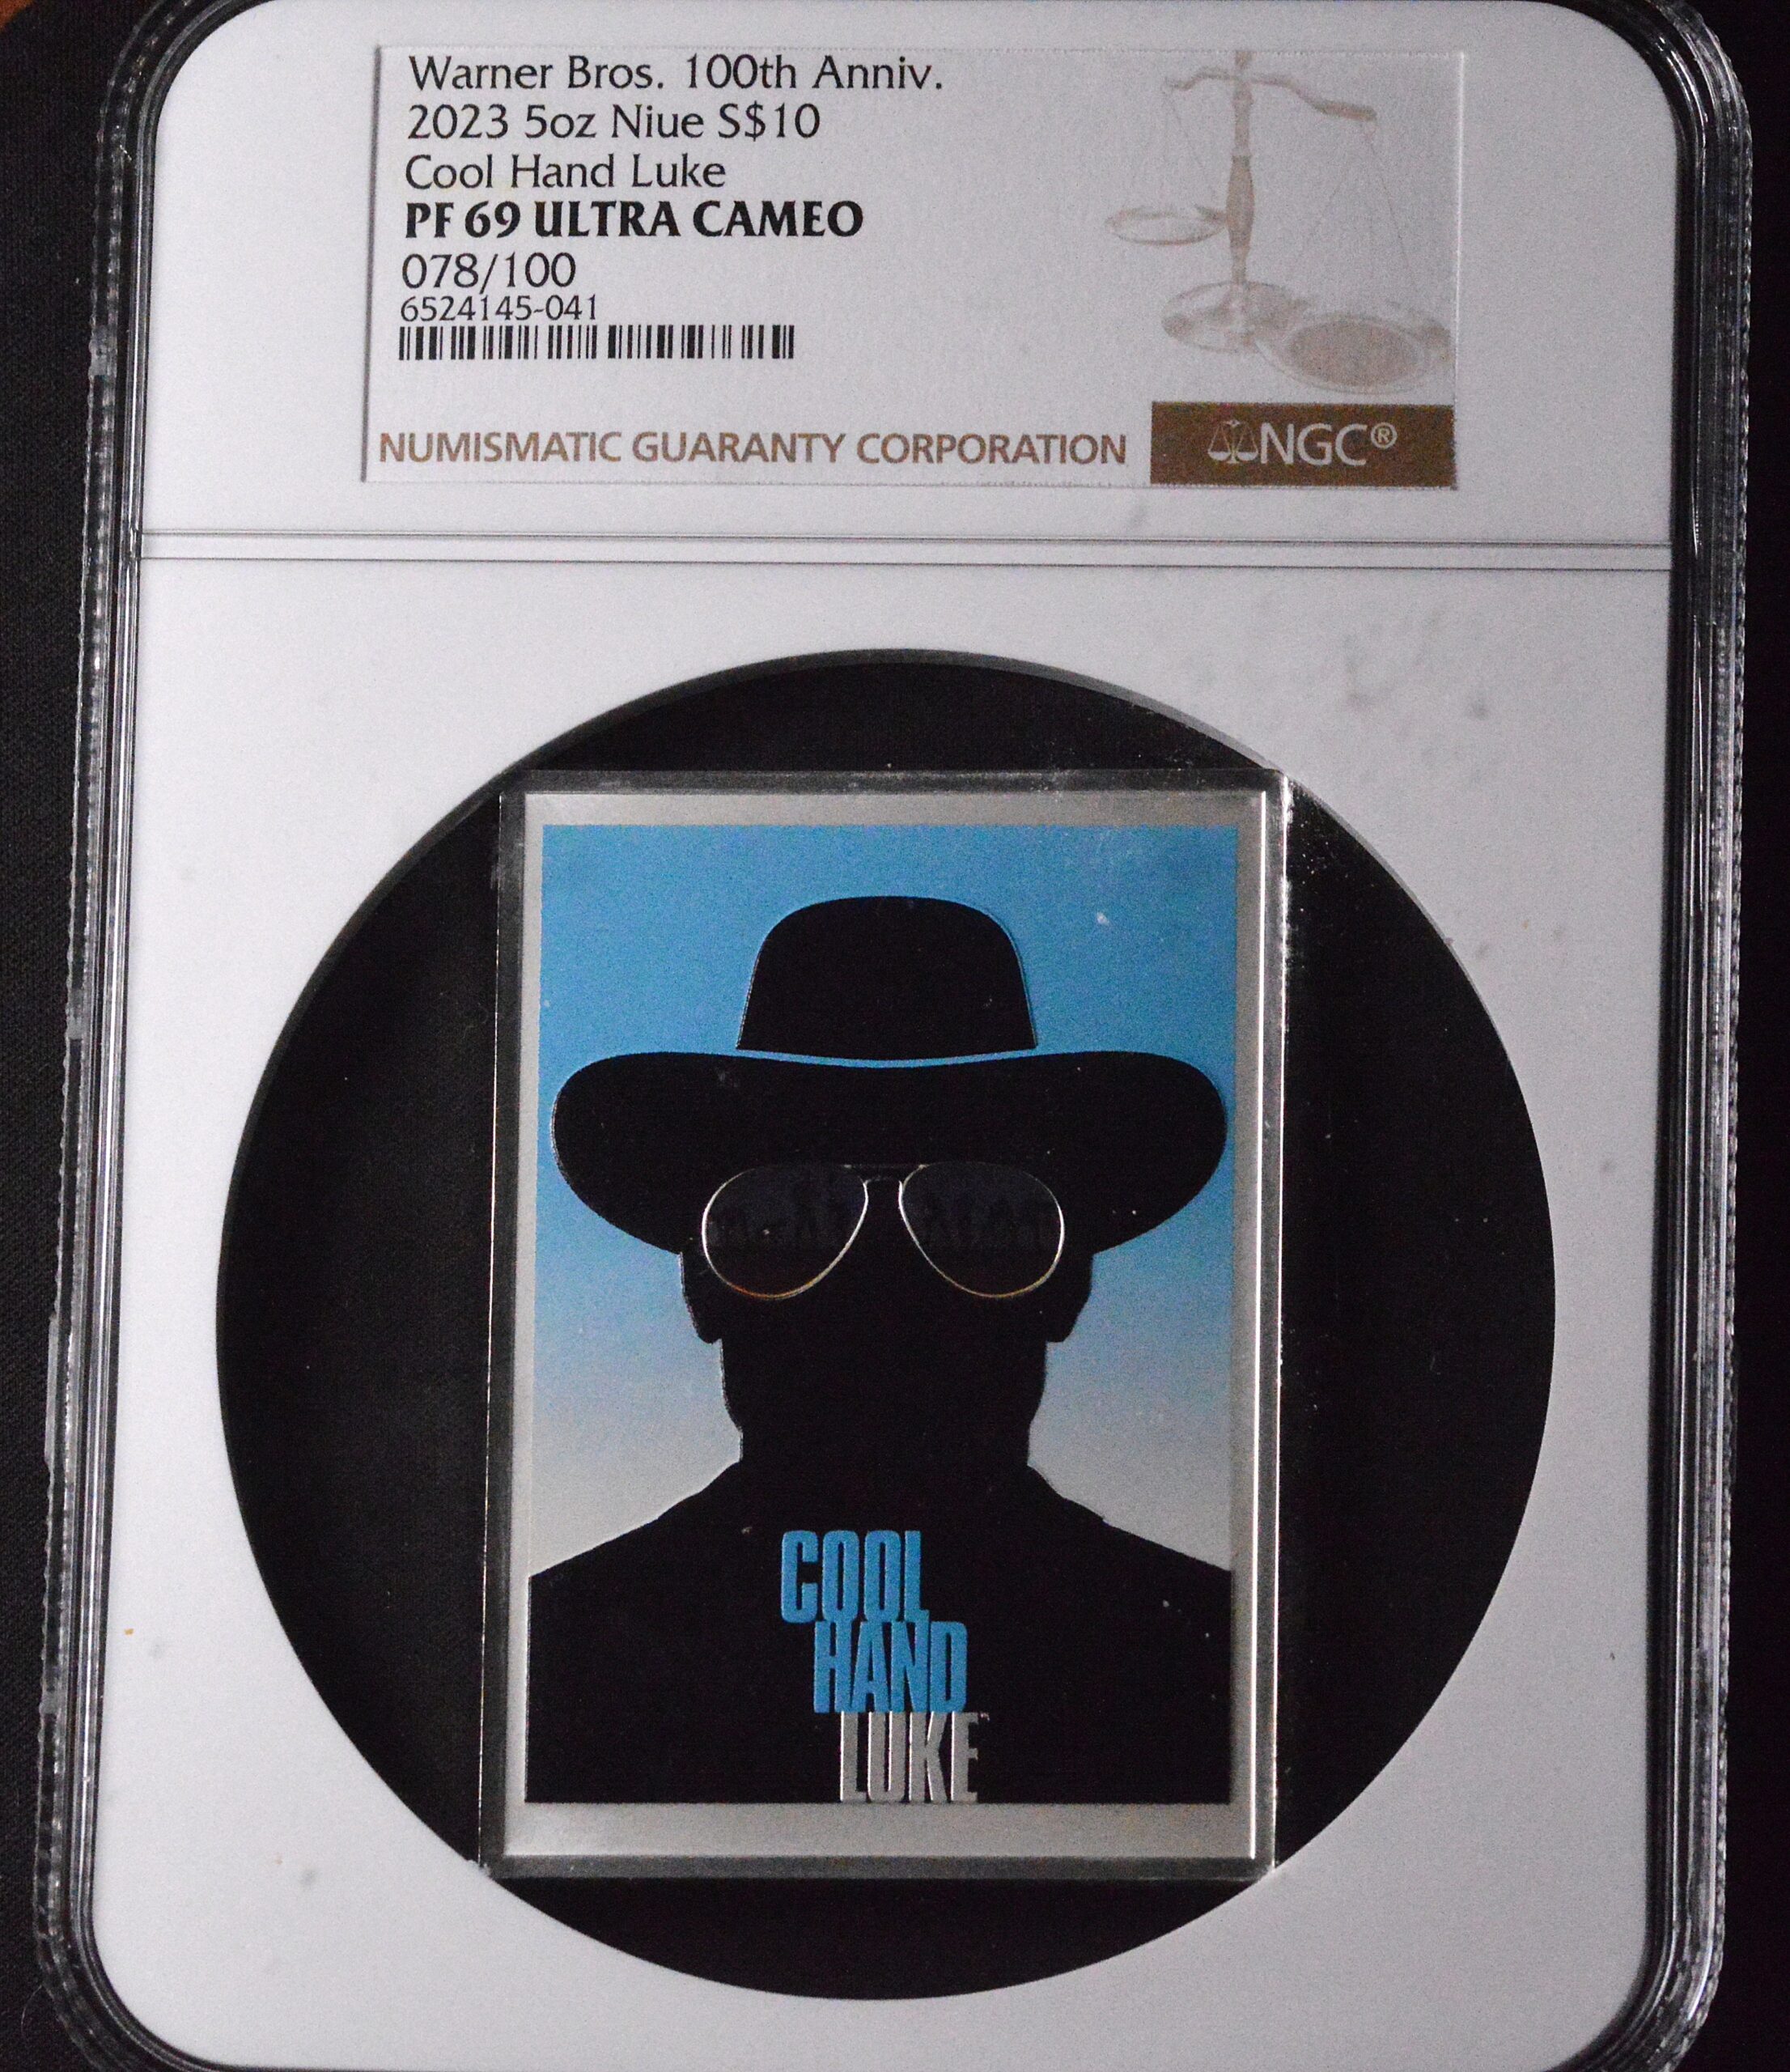 Warner Bros. 100th Anniv.
2023 5oz Niue S$10
Cool Hand Luke
PF 69 ULTRA CAMEO
078/100
6524145-041
NUMISMATIC GUARANTY CORPORATION
NGC®
COOL
HAND
LUKE